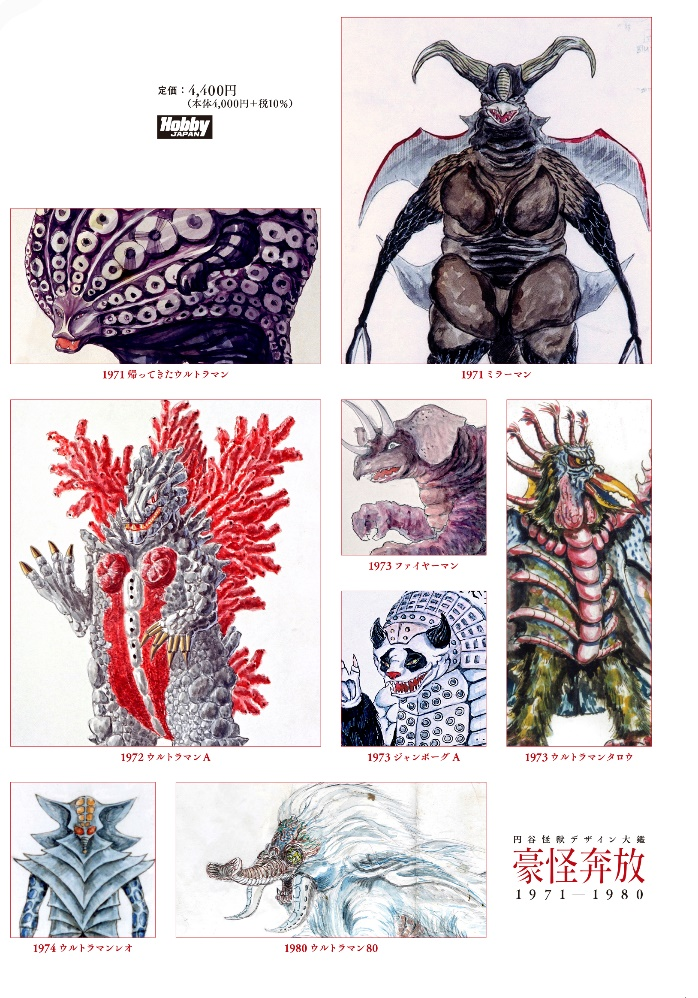 定価：4,400円
（本体4,000円＋税10％）
Hobby
JAPAN
1971 帰ってきたウルトラマン
1971 ミラーマン
1972 ウルトラマンA
1973 ファイヤーマン
1973 ジャンボーグ A
1973 ウルトラマンタロウ
1974 ウルトラマンレオ
1980 ウルトラマン80
円谷怪獣デザイン大鑑
豪怪奔放
1971—1980